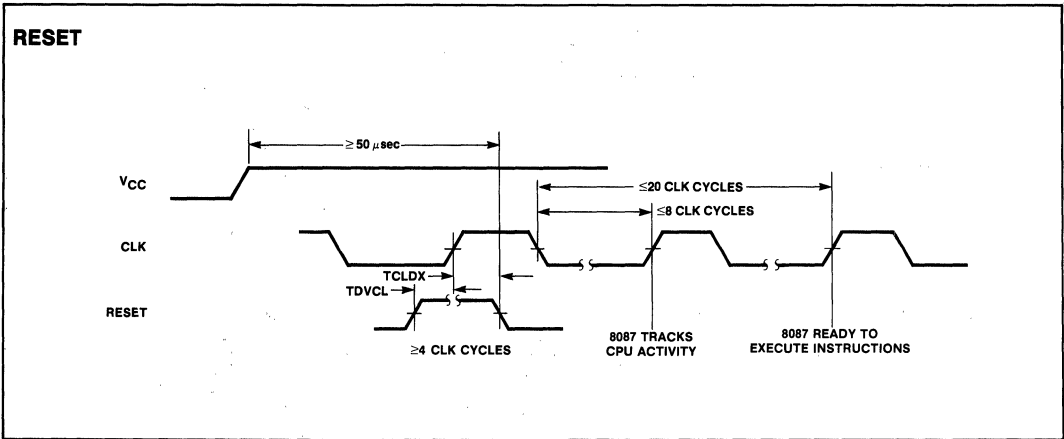 RESET
≥ 50 μsec
VCC
≤20 CLK CYCLES
≤8 CLK CYCLES
CLK
TCLDX
TDVCL
RESET
≥4 CLK CYCLES
8087 TRACKS
CPU ACTIVITY
8087 READY TO
EXECUTE INSTRUCTIONS